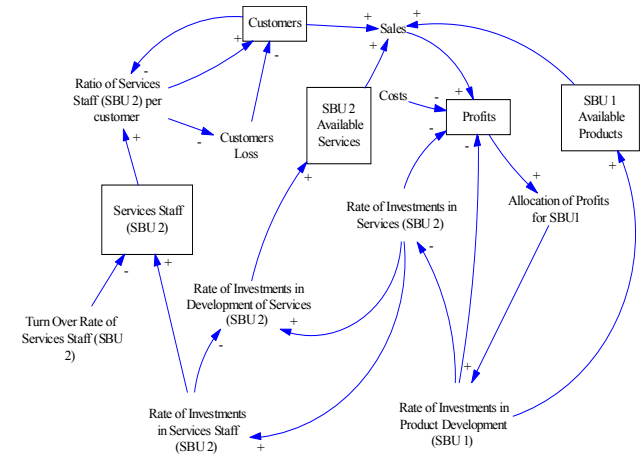 Customers
+
+
Sales
-
+
-
+
+
Ratio of Services
Staff (SBU 2) per
customer
-
Customers
Loss
+
SBU 2
Available
Services
+
Costs
-
+
Profits
-
-
SBU 1
Available
Products
+
+
Services Staff
(SBU 2)
-
+
Rate of Investments in
Services (SBU 2)
-
Allocation of Profits
for SBU1
Rate of Investments in
Development of Services
(SBU 2)
+
-
Turn Over Rate of
Services Staff (SBU
2)
+
Rate of Investments
in Services Staff
(SBU 2)
+
Rate of Investments in
Product Development
(SBU 1)